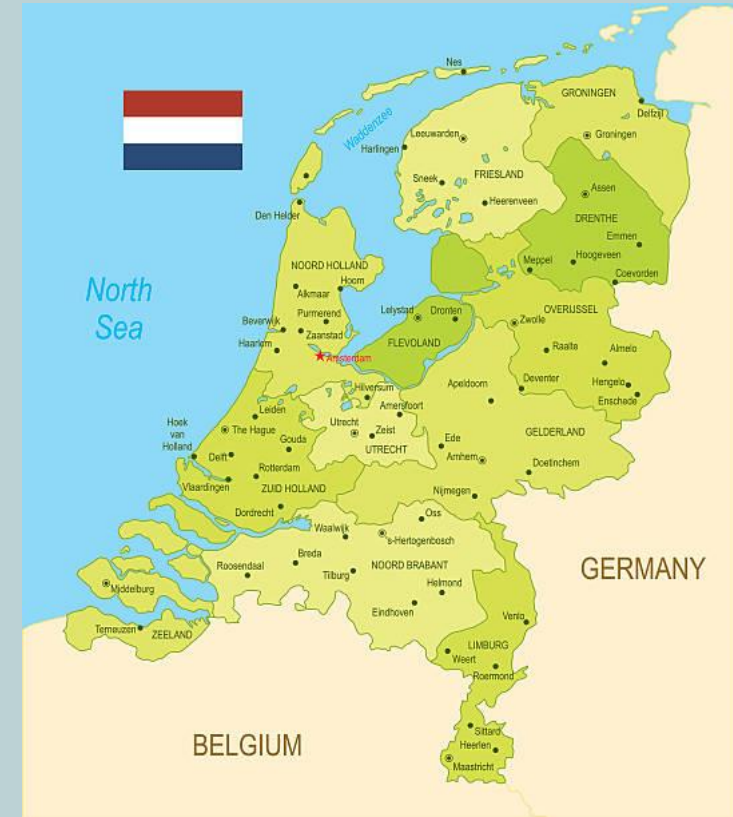 Nes
GRONINGEN
Delfzijl
Waddenzee
Leeuwarden
Groningen
Harlingen
Sneek
FRIESLAND
Assen
Heerenveen
Den Helder
DRENTHE
Emmen
Hoogeveen
Meppel
Coevorden
NOORD HOLLAND
Hoorn
Alkmaar
North
Sea
Purmerend
Lelystad
Dronten
OVERIJSSEL
Zwolle
Beverwijk
Zaanstad
Haarlem
FLEVOLAND
Raalte
Almelo
Amsterdam
Hilversum
Apeldoorn
Deventer
Hengelo
Enschede
Leiden
Amersfoort
Hoek
van
Holland
The Hague
Utrecht
Zeist
UTRECHT
Gouda
Ede
GELDERLAND
Delft
Arnhem
Doetinchem
Rotterdam
Vlaardingen
ZUID HOLLAND
Nijmegen
Dordrecht
Oss
Waalwijk
's-Hertogenbosch
Breda
Roosendaal
Tilburg
NOORD BRABANT
GERMANY
Middelburg
Helmond
Eindhoven
Venlo
Terneuzen
ZEELAND
LIMBURG
Weert
Roermond
BELGIUM
Sittard
Heerlen
Maastricht